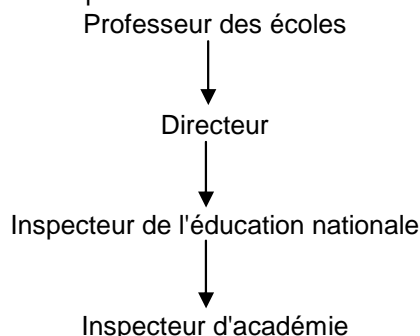 Professeur des écoles
Directeur
Inspecteur de l'éducation nationale
Inspecteur d'académie